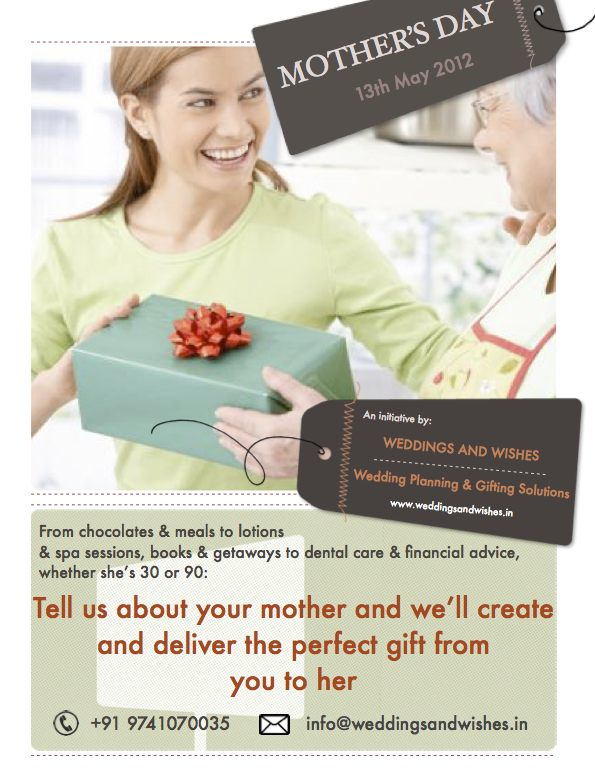 MOTHER'S DAY
13th May 2012
An initiative by:
WEDDINGS AND WISHES
Wedding Planning & Gifting Solutions
www.weddingsandwishes.in
From chocolates & meals to lotions
& spa sessions, books & getaways to dental care & financial advice,
whether she's 30 or 90:
Tell us about your mother and we'll create
and deliver the perfect gift from
you to her
+91 9741070035
info@weddingsandwishes.in